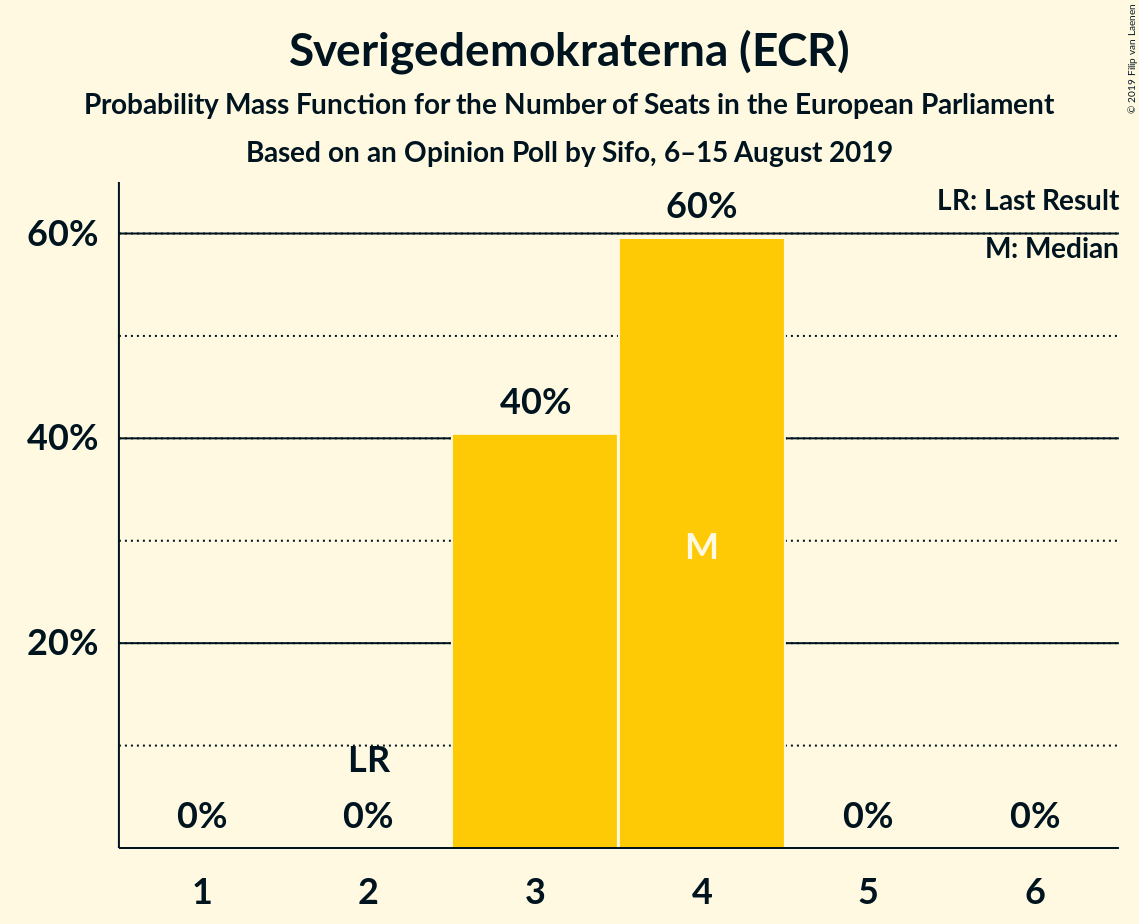 Sverigedemokraterna (ECR)
Probability Mass Function for the Number of Seats in the European Parliament
Based on an Opinion Poll by Sifo, 6–15 August 2019
© 2019 Filip van Laenen
LR: Last Result
M: Median
60%
40%
20%
60%
40%
M
LR
0%
0%
0%
0%
1
2
3
4
5
6